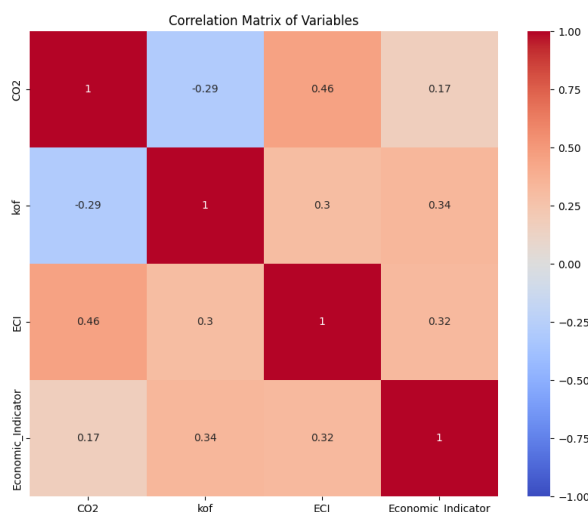 Correlation Matrix of Variables
CO2 1 -0.29 0.46 0.17
kof -0.29 1 0.3 0.34
ECI 0.46 0.3 1 0.32
Economic_Indicator 0.17 0.34 0.32 1
CO2 kof ECI Economic_Indicator
1.00
0.75
0.50
0.25
0.00
−0.25
−0.50
−0.75
−1.00